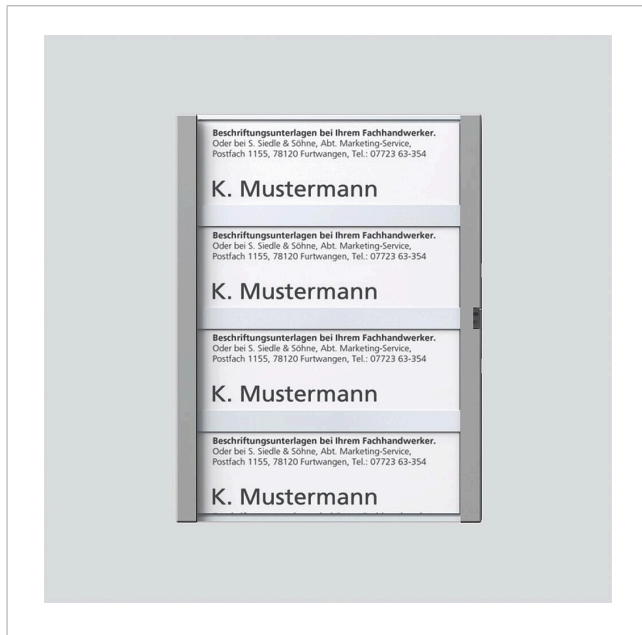 Beschriftungsunterlagen bei Ihrem Fachhandwerker.
Oder bei S. Siedle & Söhne, Abt. Marketing-Service,
Postfach 1155, 78120 Furtwangen, Tel.: 07723 63-354
K. Mustermann
Beschriftungsunterlagen bei Ihrem Fachhandwerker.
Oder bei S. Siedle & Söhne, Abt. Marketing-Service,
Postfach 1155, 78120 Furtwangen, Tel.: 07723 63-354
K. Mustermann
Beschriftungsunterlagen bei Ihrem Fachhandwerker.
Oder bei S. Siedle & Söhne, Abt. Marketing-Service,
Postfach 1155, 78120 Furtwangen, Tel.: 07723 63-354
K. Mustermann
Beschriftungsunterlagen bei Ihrem Fachhandwerker.
Oder bei S. Siedle & Söhne, Abt. Marketing-Service,
Postfach 1155, 78120 Furtwangen, Tel.: 07723 63-354
K. Mustermann